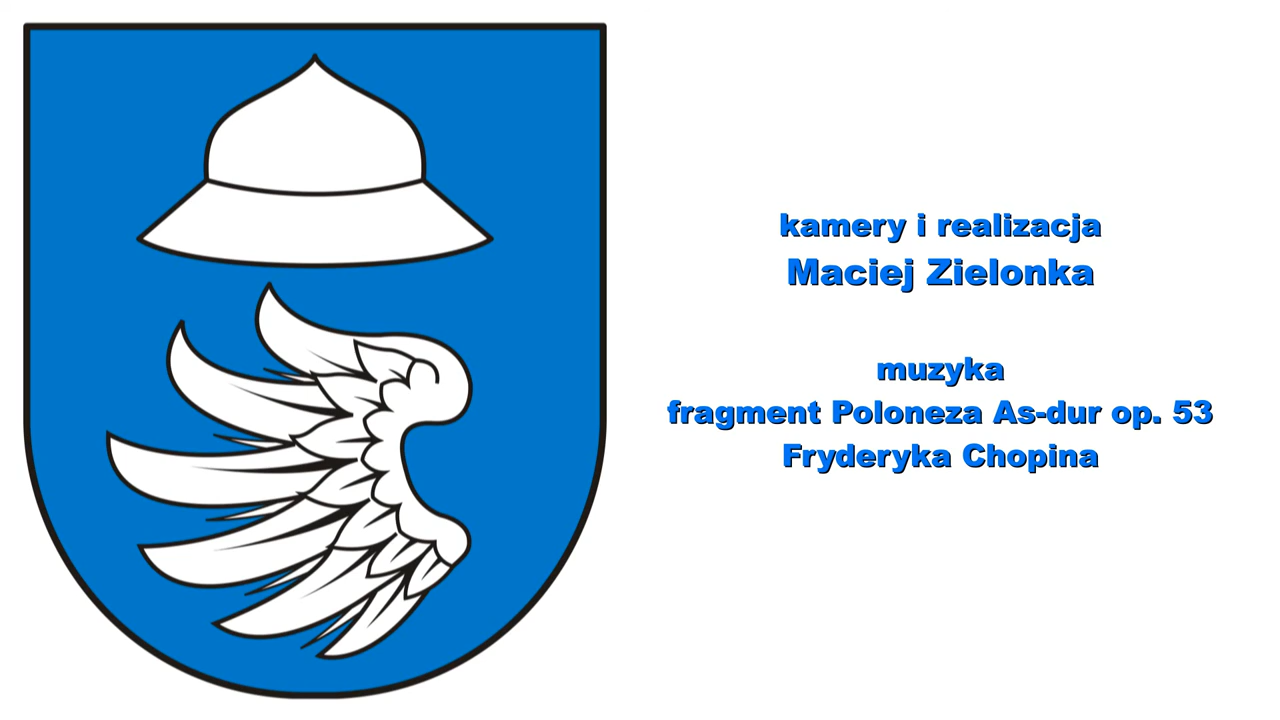 kamery i realizacja
Maciej Zielonka
muzyka
fragment Poloneza As-dur op. 53
Fryderyka Chopina